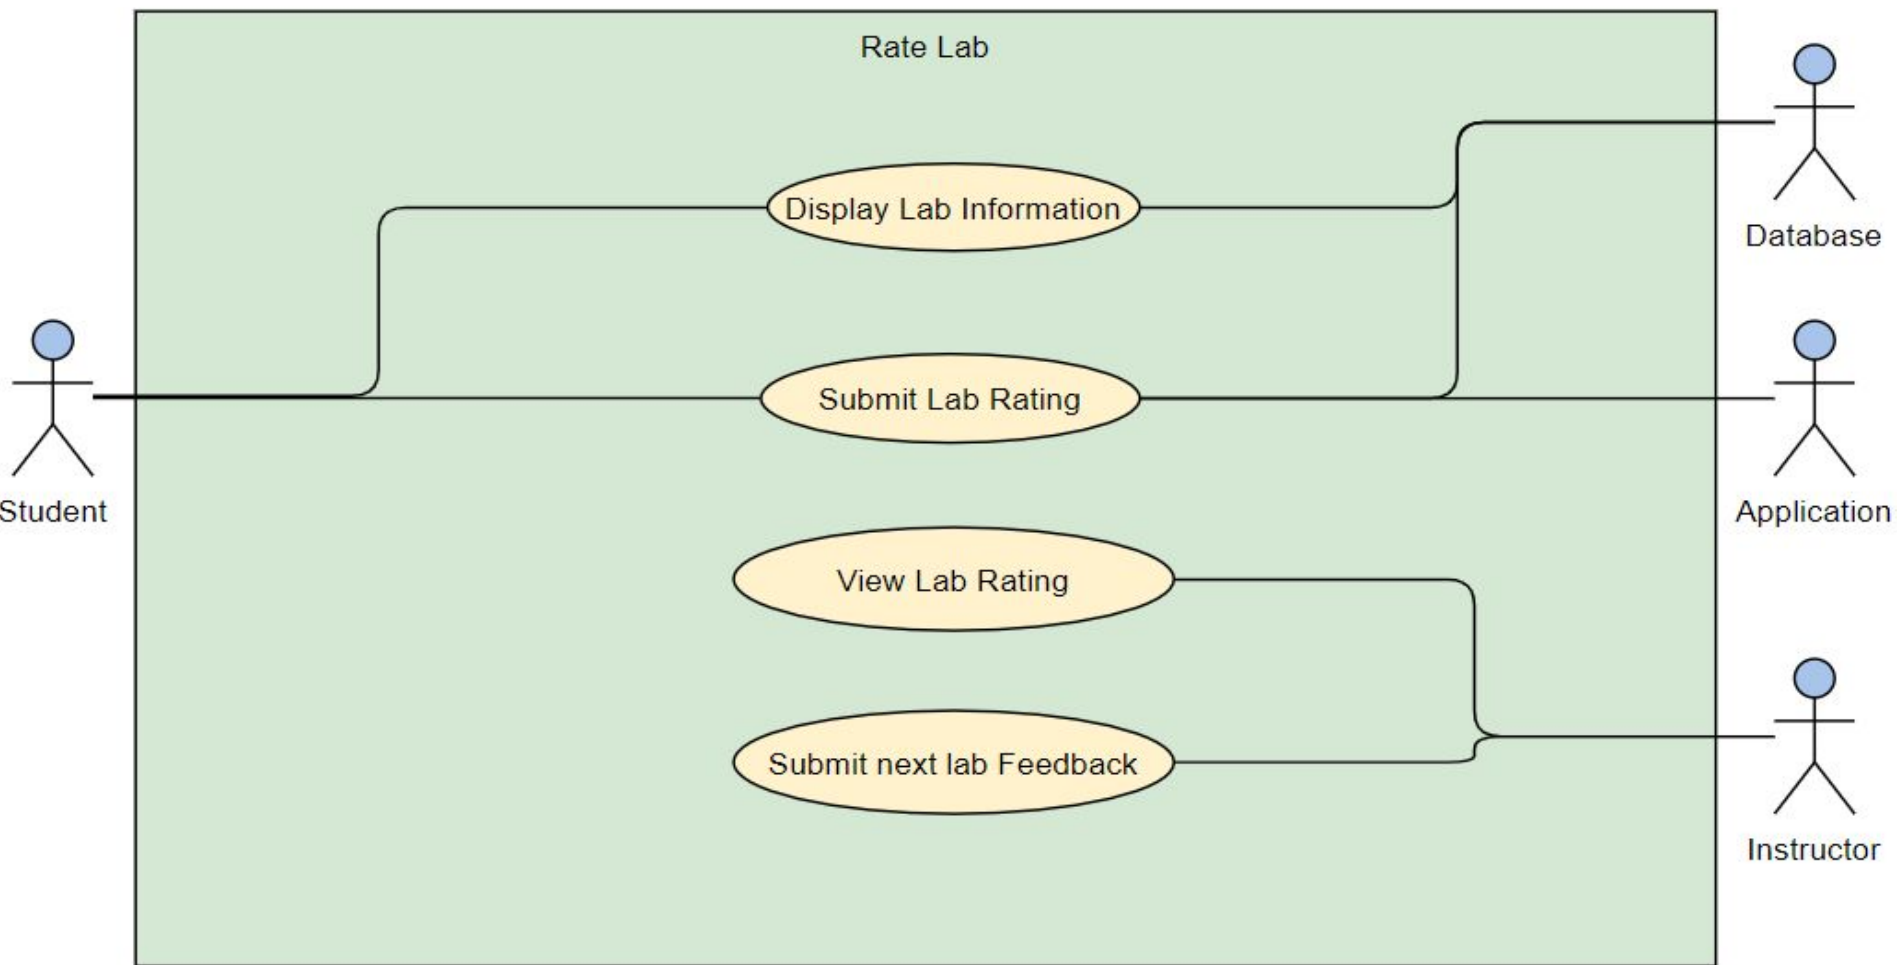 Rate Lab
Display Lab Information
Database
Submit Lab Rating
Student
Application
View Lab Rating
Submit next lab Feedback
Instructor